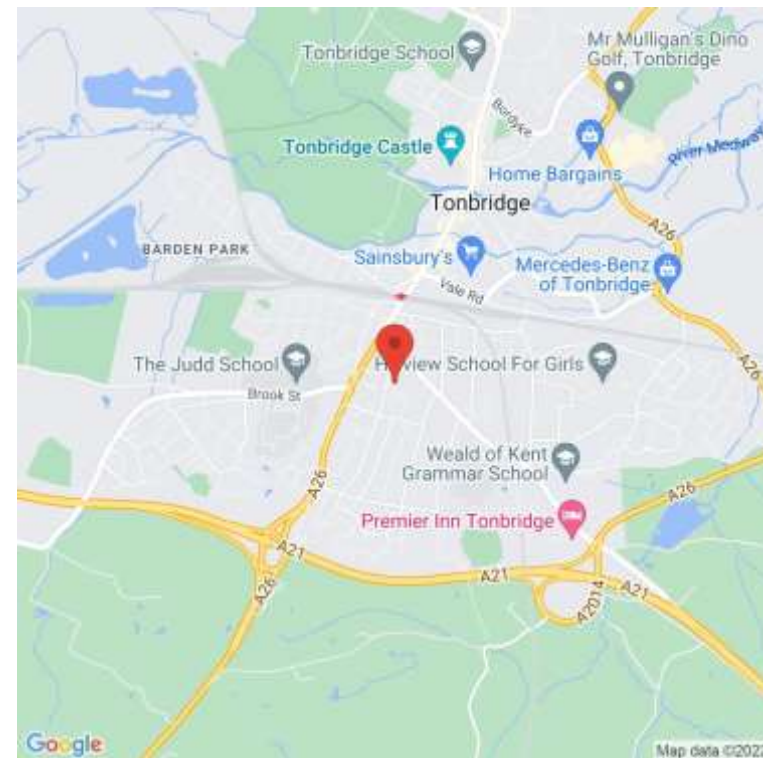 Tonbridge School
Mr Mulligan's Dino
Golf, Tonbridge
Bordyke
Tonbridge Castle
Home Bargains
River Medway
Tonbridge
A26
BARDEN PARK
Sainsbury's
Mercedes-Benz
of Tonbridge
Vale Rd
The Judd School
view School For Girls
A26
Brook St
Weald of Kent
Grammar School
A26
A26
Premier Inn Tonbridge
A21
A21
A21
A26
A2014
Google
Map data ©2022